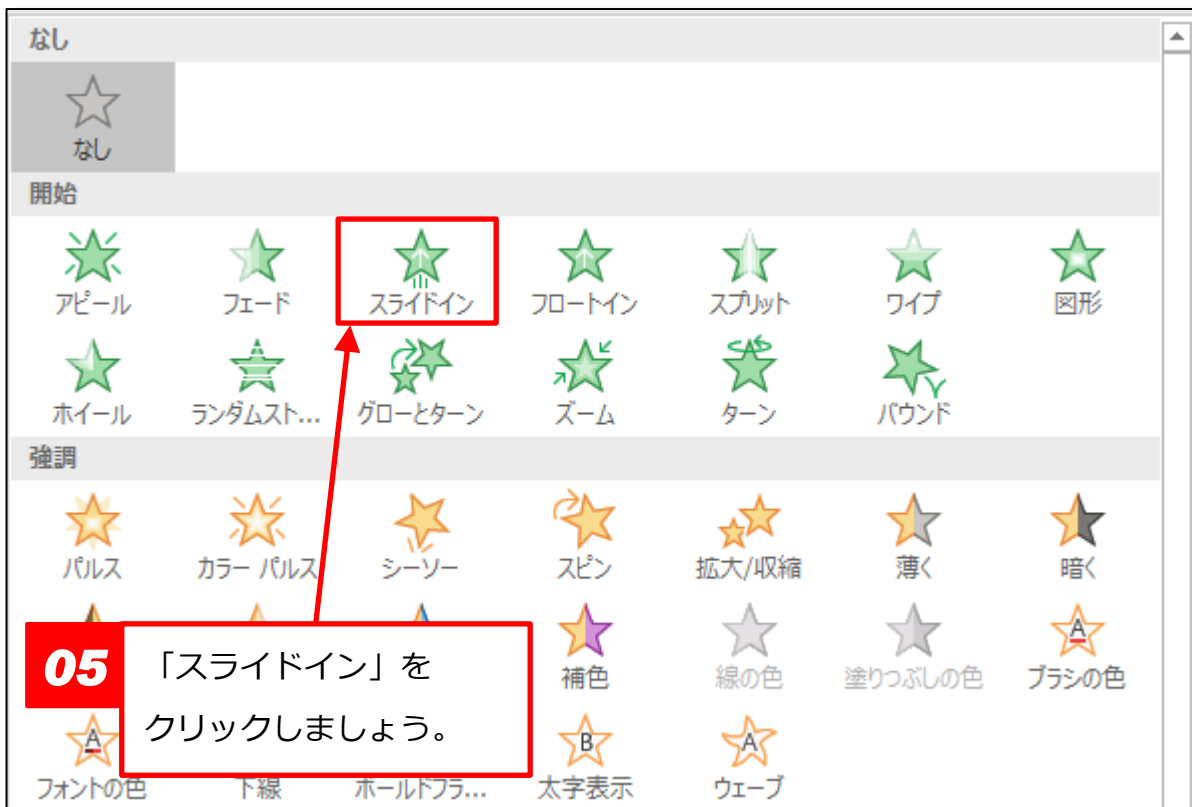 なし
なし
開始
アピール フェード スライドイン フロートイン スプリット ワイプ 図形
ホイール ランダムスト... グローとターン ズーム ターン バウンド
強調
パルス カラー パルス シーソー スピン 拡大/収縮 薄く 暗く
補色 線の色 塗りつぶしの色 ブラシの色
05 「スライドイン」を
クリックしましょう。
フォントの色 下線 ボールドフラ... 太字表示 ウェーブ